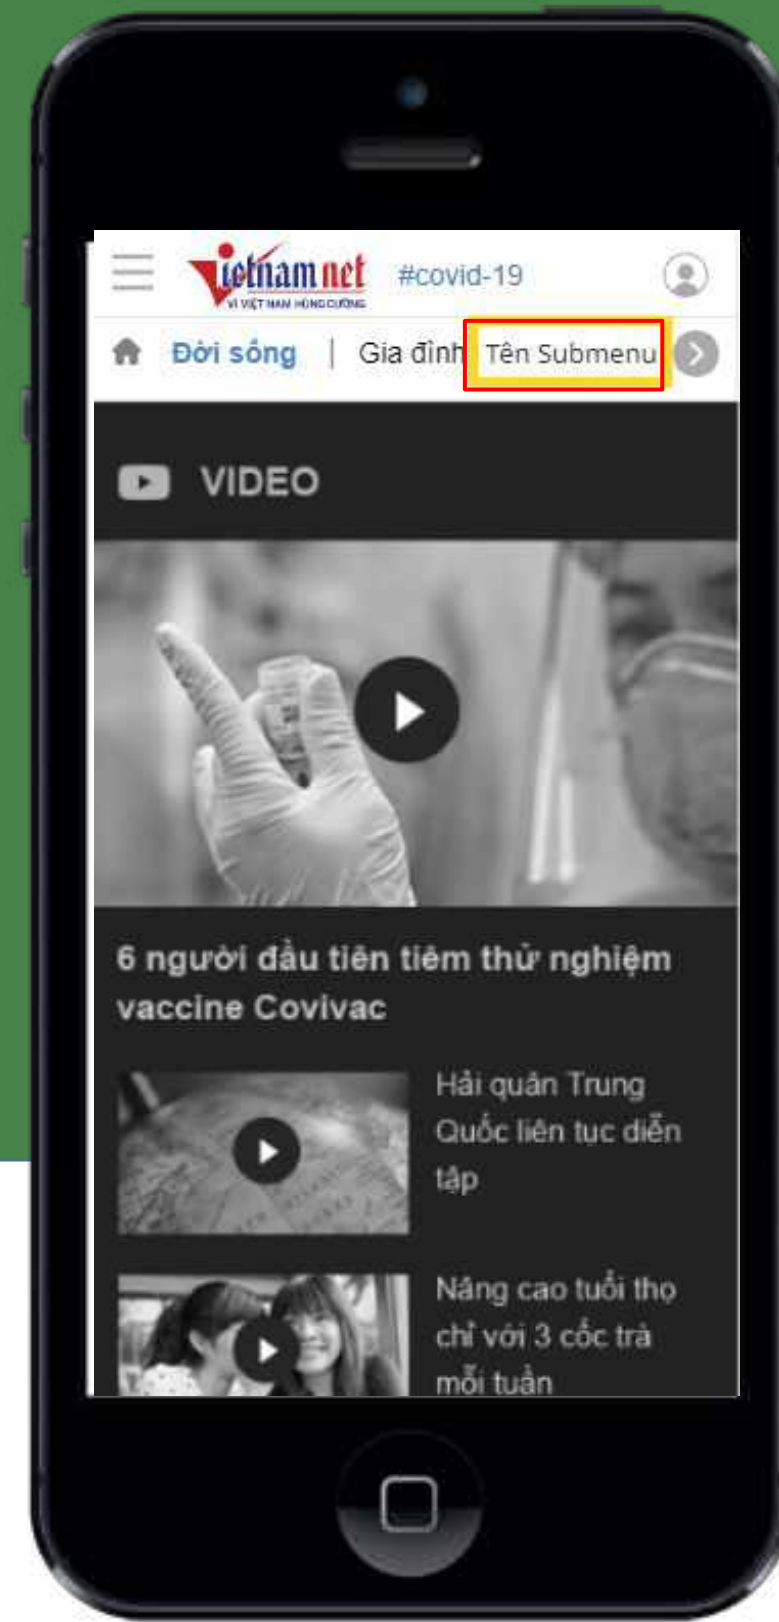 Vietnam net
VÌ VIỆT NAM HÙNG CƯỜNG
#covid-19
Đời sống | Gia đình Tên Submenu
VIDEO
6 người đầu tiên tiêm thử nghiệm
vaccine Covivac
Hải quân Trung
Quốc liên tục diễn
tập
Nâng cao tuổi thọ
chỉ với 3 cốc trà
mỗi tuần